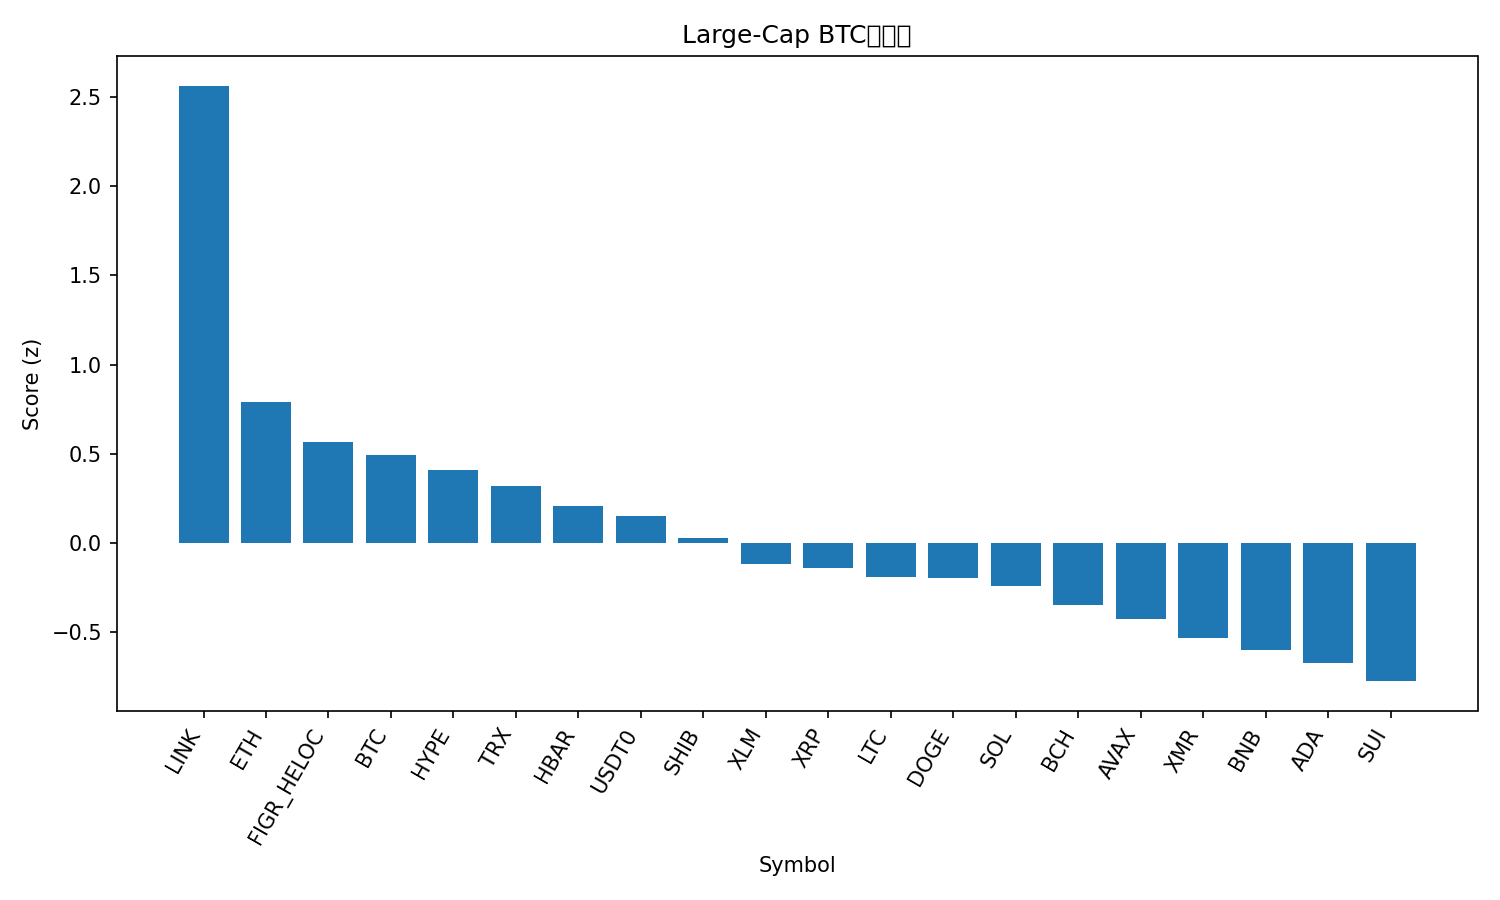 Large-Cap BTC
Score (z)
2.5
2.0
1.5
1.0
0.5
0.0
−0.5
LINK
ETH
FIGR_HELOC
BTC
HYPE
TRX
HBAR
USDT0
SHIB
XLM
XRP
LTC
DOGE
SOL
BCH
AVAX
XMR
BNB
ADA
SUI
Symbol